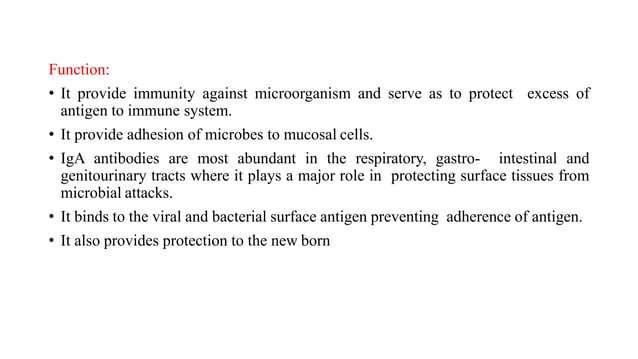 Function:
• It provide immunity against microorganism and serve as to protect excess of
antigen to immune system.
• It provide adhesion of microbes to mucosal cells.
• IgA antibodies are most abundant in the respiratory, gastro- intestinal and
genitourinary tracts where it plays a major role in protecting surface tissues from
microbial attacks.
• It binds to the viral and bacterial surface antigen preventing adherence of antigen.
• It also provides protection to the new born